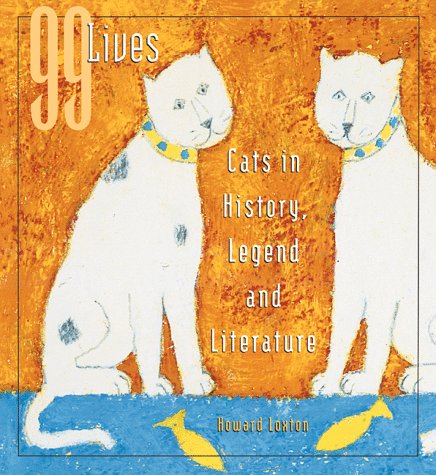 99 Lives
Cats in
History,
Legend
and
Literature
Howard Loxton